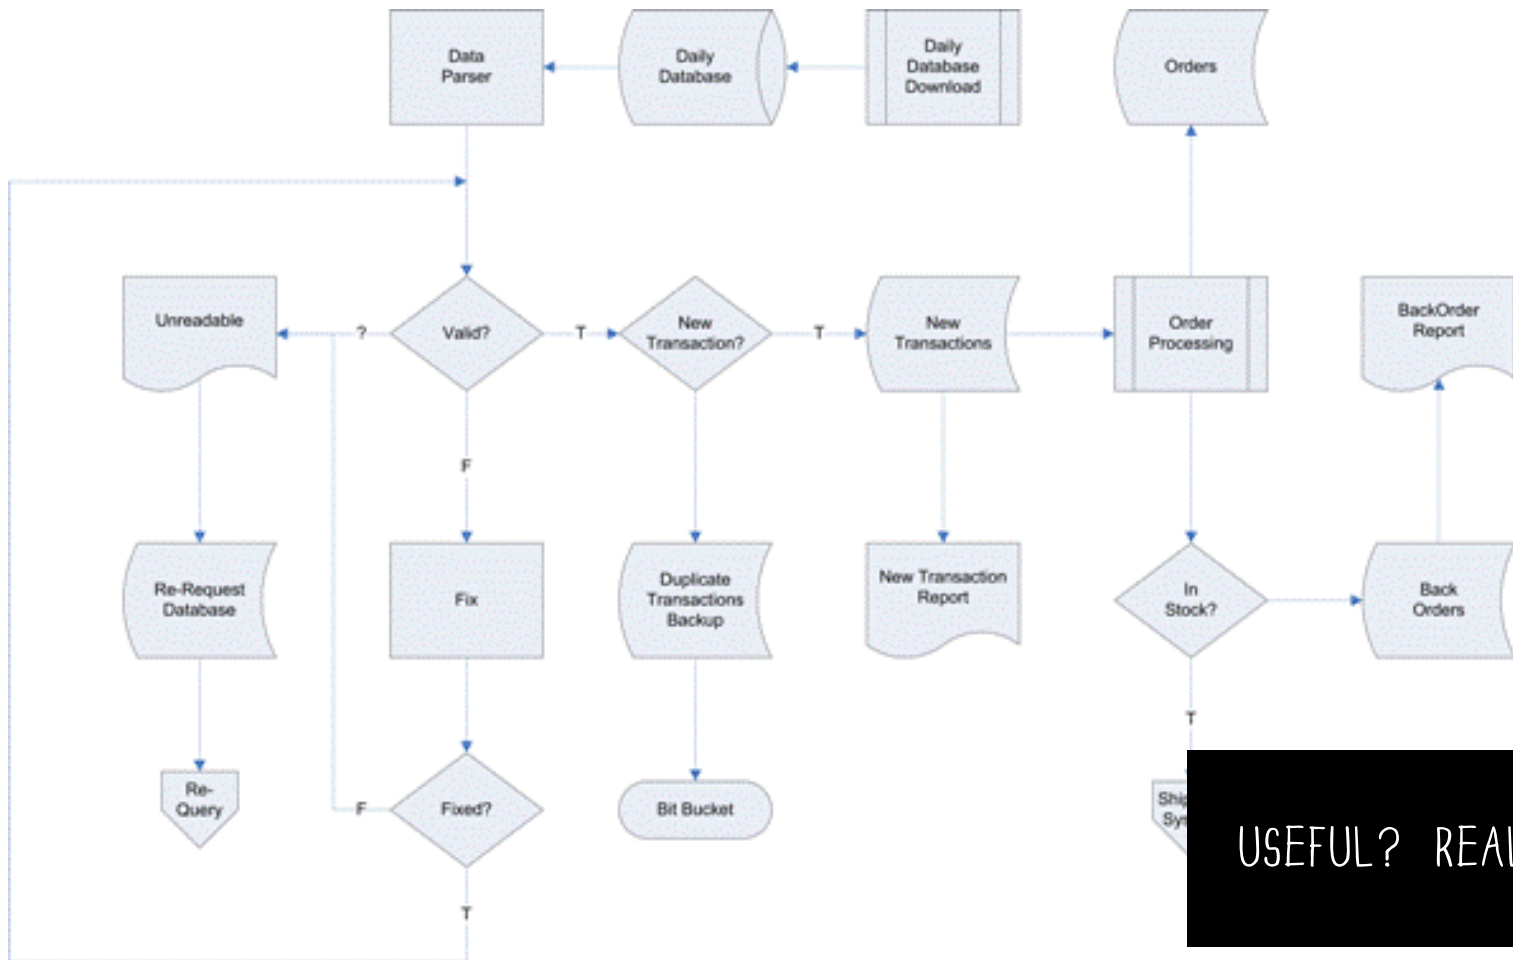 Data
Parser
Daily
Database
Daily
Database
Download
Orders
Unreadable
?
Valid?
T
New
Transaction?
T
New
Transactions
Order
Processing
BackOrder
Report
F
Re-Request
Database
Fix
Duplicate
Transactions
Backup
New Transaction
Report
In
Stock?
Back
Orders
T
Re-
Query
F
Fixed?
Bit Bucket
USEFUL?
T